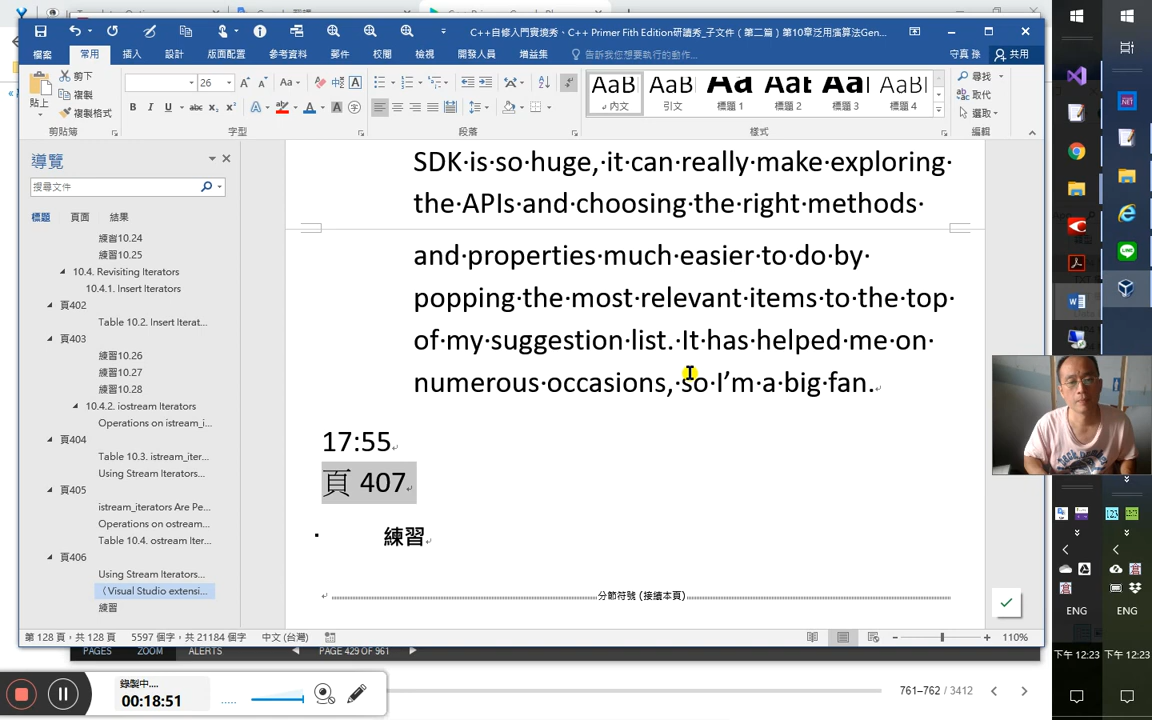 C++自修入門實境秀・C++ Primer Fith Edition研讀秀_子文件（第二篇）第10章泛用演算法Gen...
檔案
常用
插入
設計
版面配置
參考資料
郵件
校閱
檢視
開發人員
增益集
告訴我您想要執行的動作...
守真 孫
共用
貼上
剪下
複製
複製格式
26
剪貼簿
字型
段落
AaB
AaB
AaB
Aat
AaI
AaBl
內文
引文
標題 1
標題 2
標題 3
標題 4
樣式
尋找
取代
選取
編輯
導覽
搜尋文件
標題
頁面
結果
練習10.24
練習10.25
10.4. Revisiting Iterators
10.4.1. Insert Iterators
頁402
Table 10.2. Insert Iterat...
頁403
練習10.26
練習10.27
練習10.28
10.4.2. iostream Iterators
Operations on istream_i...
頁404
Table 10.3. istream_iter...
Using Stream Iterators...
頁405
istream_iterators Are Pe...
Operations on ostream...
Table 10.4. ostream Iter...
頁406
Using Stream Iterators...
（Visual Studio extensi...
練習
SDK is so huge, it can really make exploring
the APIs and choosing the right methods
and properties much easier to do by
popping the most relevant items to the top
of my suggestion list. It has helped me on
numerous occasions, so I’m a big fan.
17:55
頁 407
練習
分節符號 (接續本頁)
第 128 頁，共 128 頁
5597 個字，共 21184 個字
中文 (台灣)
110%
PAGES
ZOOM
ALERTS
PAGE 429 OF 961
錄製中....
00:18:51
761–762 / 3412
ENG
ENG
下午 12:23
下午 12:23